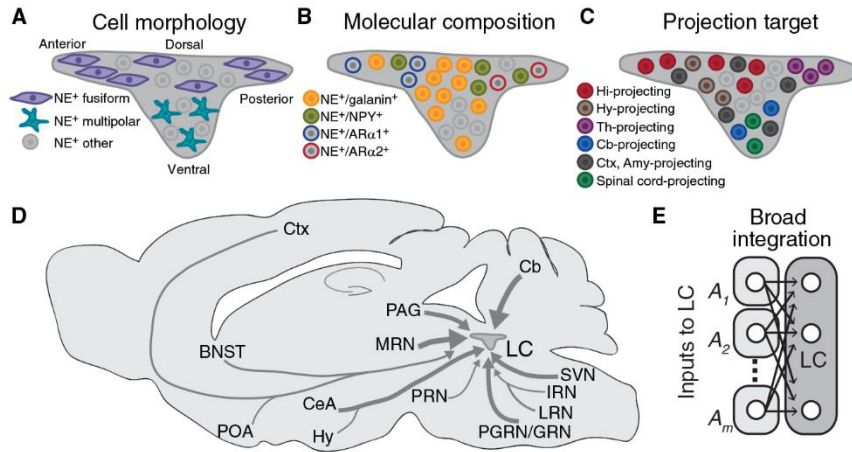 A
Cell morphology
Anterior
Dorsal
Posterior
NE⁺ fusiform
NE⁺ multipolar
NE⁺ other
Ventral
B
Molecular composition
NE⁺/galanin⁺
NE⁺/NPY⁺
NE⁺/ARα1⁺
NE⁺/ARα2⁺
C
Projection target
Hi-projecting
Hy-projecting
Th-projecting
Cb-projecting
Ctx, Amy-projecting
Spinal cord-projecting
D
Ctx
Cb
PAG
MRN
LC
BNST
SVN
CeA
PRN
IRN
LRN
POA
Hy
PGRN/GRN
E
Broad
integration
Inputs to LC
A₁
A₂
Aₘ
LC